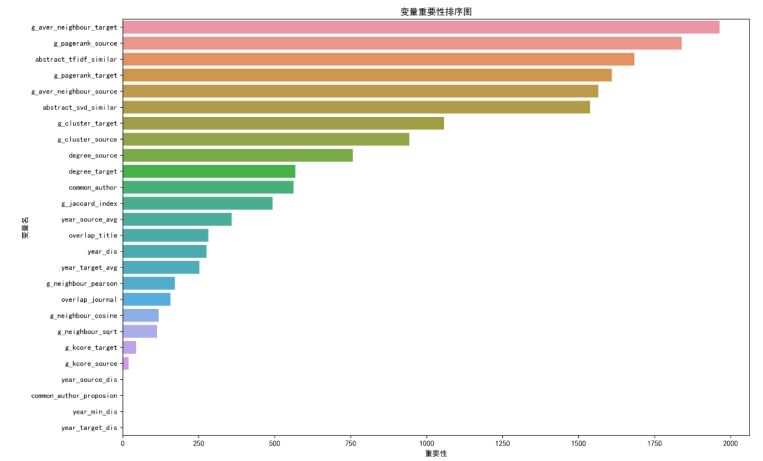 变量重要性排序图
g_aver_neighbour_target
g_pagerank_source
abstract_tfidf_similar
g_pagerank_target
g_aver_neighbour_source
abstract_svd_similar
g_cluster_target
g_cluster_source
degree_source
degree_target
common_author
g_jaccard_index
year_source_avg
overlap_title
year_dis
year_target_avg
g_neighbour_pearson
overlap_journal
g_neighbour_cosine
g_neighbour_sqrt
g_kcore_target
g_kcore_source
year_source_dis
common_author_proposion
year_min_dis
year_target_dis
变量名
0 250 500 750 1000 1250 1500 1750 2000
重要性